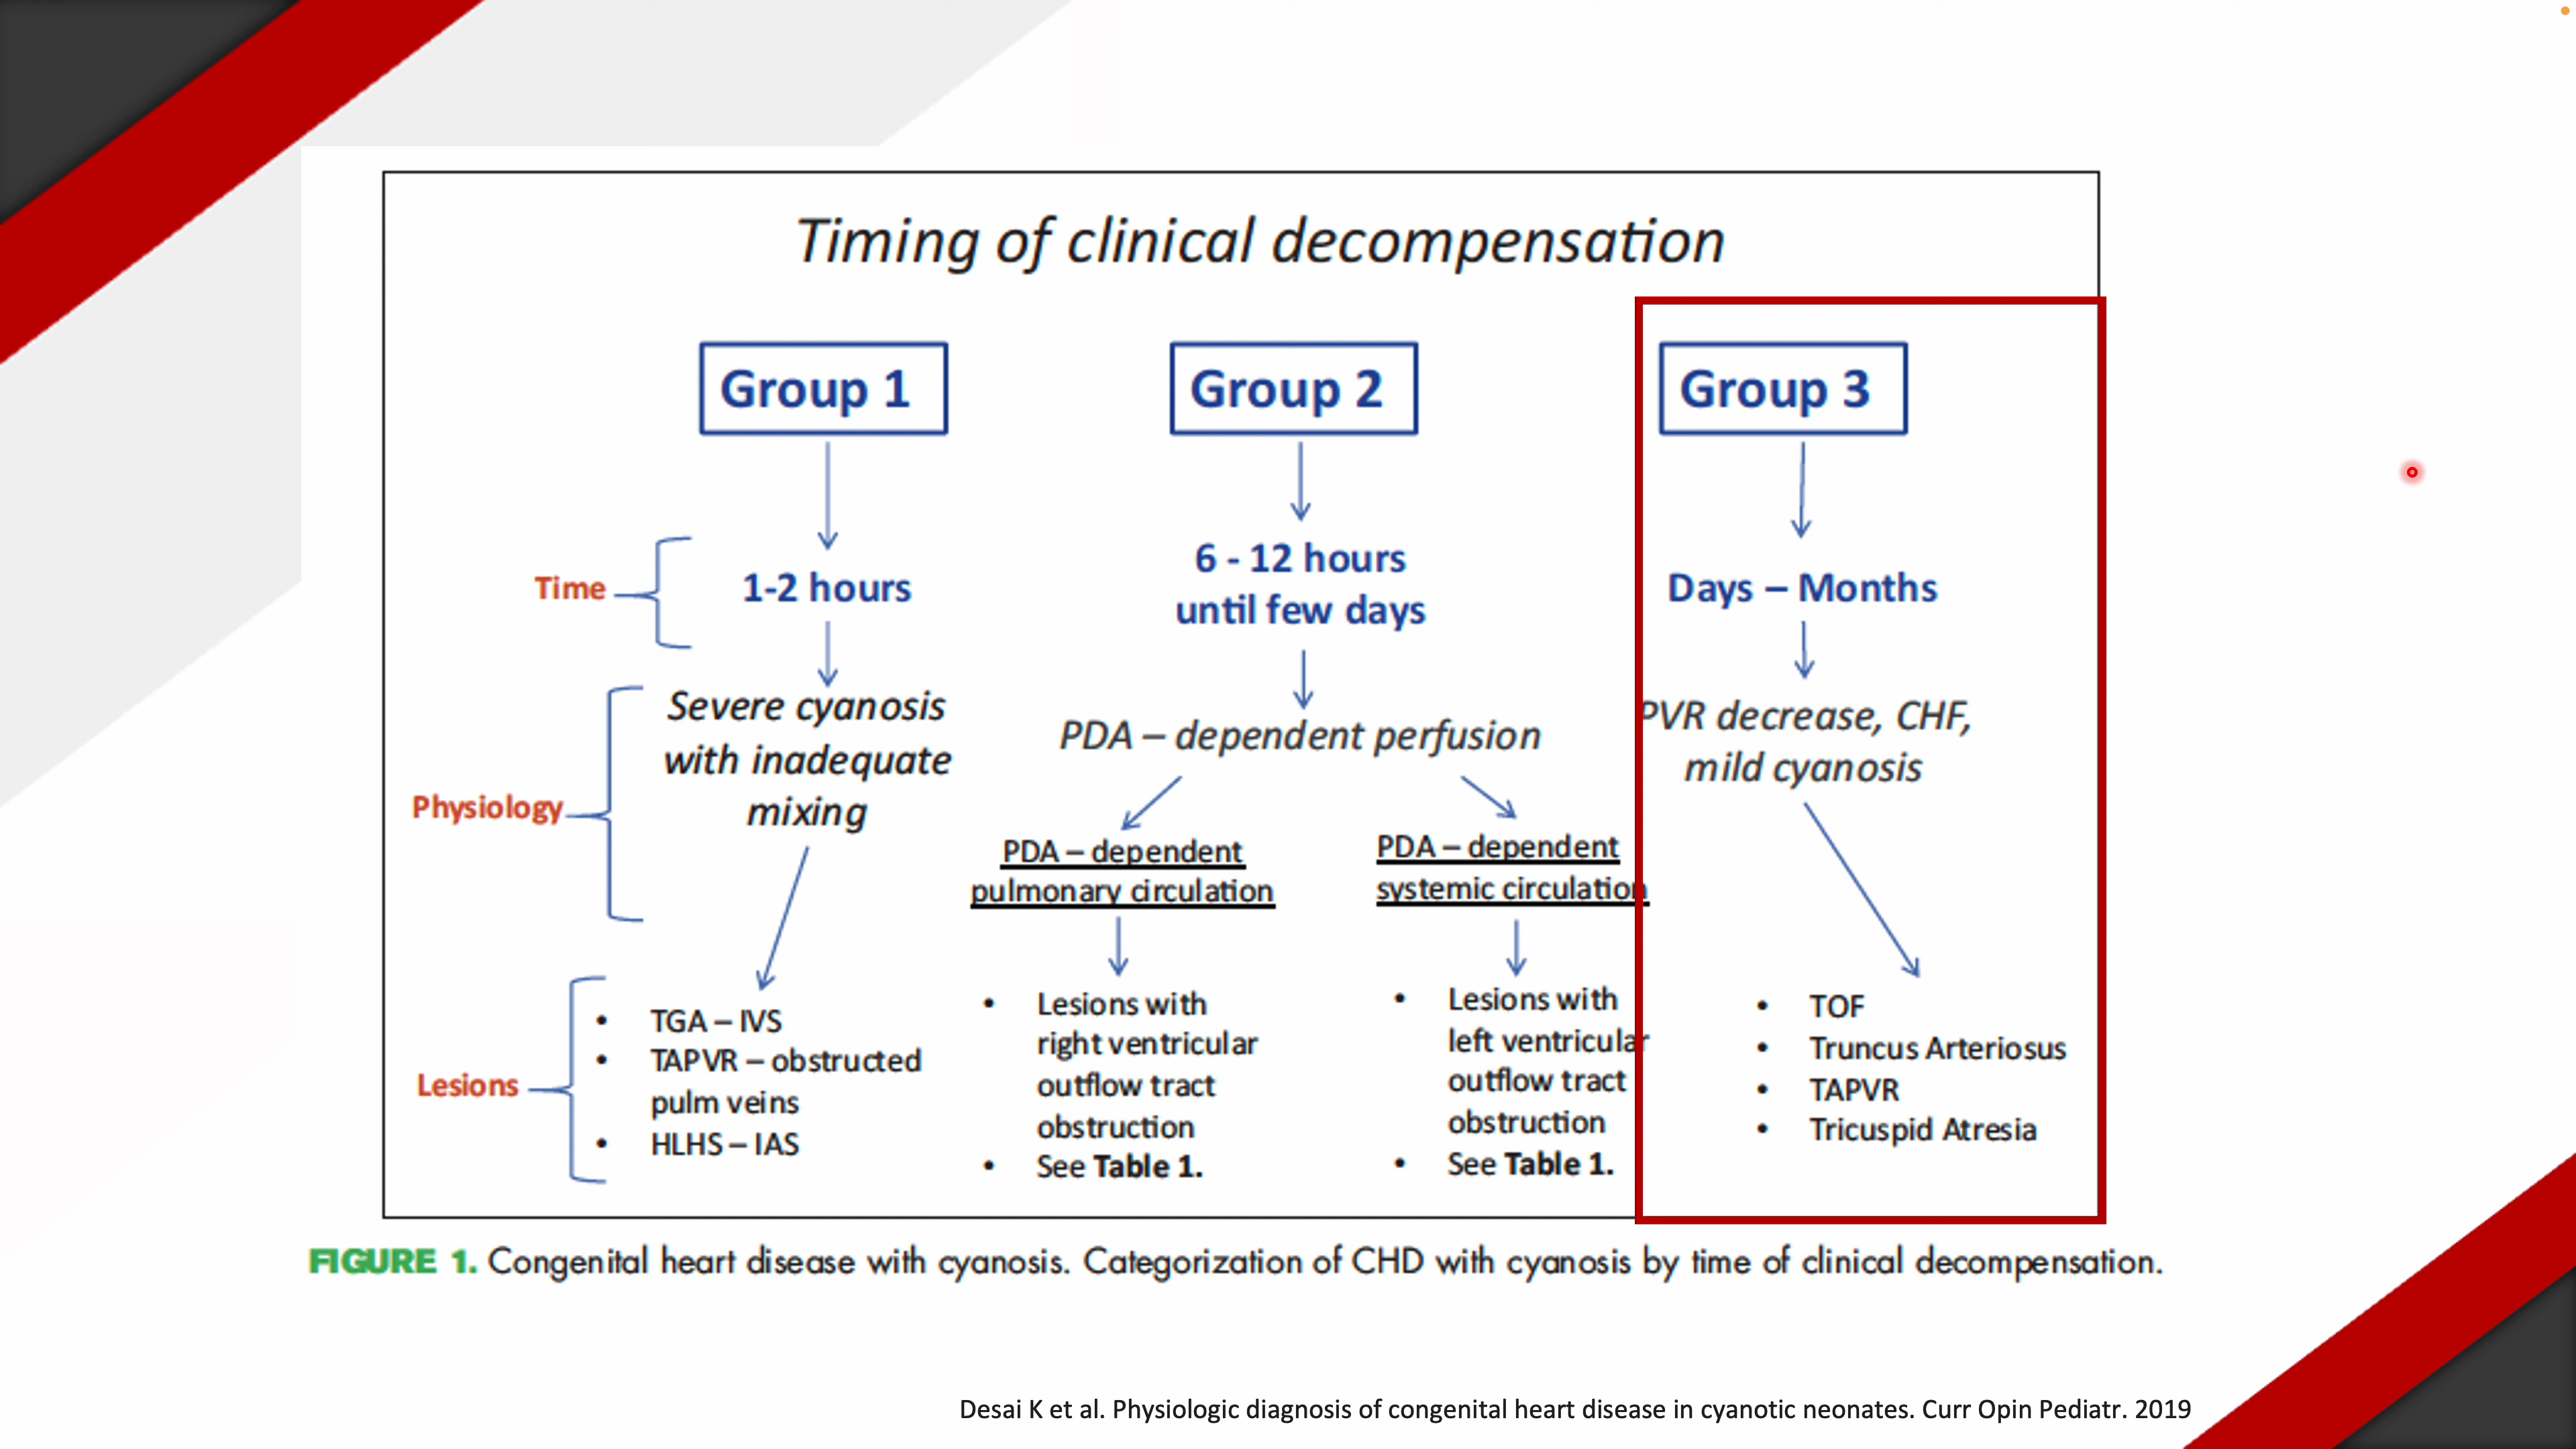 Timing of clinical decompensation
Group 1
Group 2
Group 3
Time
1-2 hours
6 - 12 hours
until few days
Days – Months
Physiology
Severe cyanosis
with inadequate
mixing
PDA – dependent perfusion
PDA – dependent
pulmonary circulation
PDA – dependent
systemic circulation
PVR decrease, CHF,
mild cyanosis
Lesions
• TGA – IVS
• TAPVR – obstructed
pulm veins
• HLHS – IAS
• Lesions with
right ventricular
outflow tract
obstruction
• See Table 1.
• Lesions with
left ventricular
outflow tract
obstruction
• See Table 1.
• TOF
• Truncus Arteriosus
• TAPVR
• Tricuspid Atresia
FIGURE 1. Congenital heart disease with cyanosis. Categorization of CHD with cyanosis by time of clinical decompensation.
Desai K et al. Physiologic diagnosis of congenital heart disease in cyanotic neonates. Curr Opin Pediatr. 2019